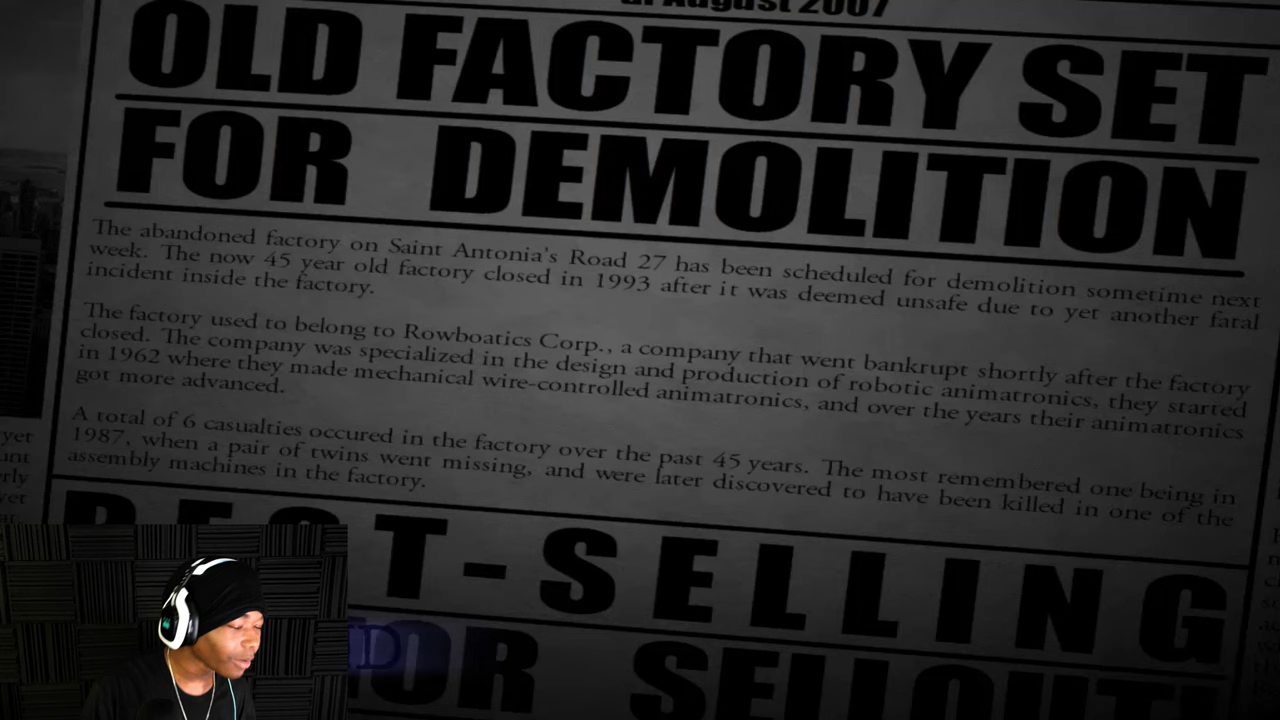 August 2007
OLD FACTORY SET
FOR DEMOLITION
The abandoned factory on Saint Antonia's Road 27 has been scheduled for demolition sometime next
week. The now 45 year old factory closed in 1993 after it was deemed unsafe due to yet another fatal
incident inside the factory.
The factory used to belong to Rowboatics Corp., a company that went bankrupt shortly after the factory
closed. The company was specialized in the design and production of robotic animatronics, they started
in 1962 where they made mechanical wire-controlled animatronics, and over the years their animatronics
got more advanced.
A total of 6 casualties occured in the factory over the past 45 years. The most remembered one being in
1987, when a pair of twins went missing, and were later discovered to have been killed in one of the
assembly machines in the factory.
yet
yet
BEST-SELLING
SELLOUT!